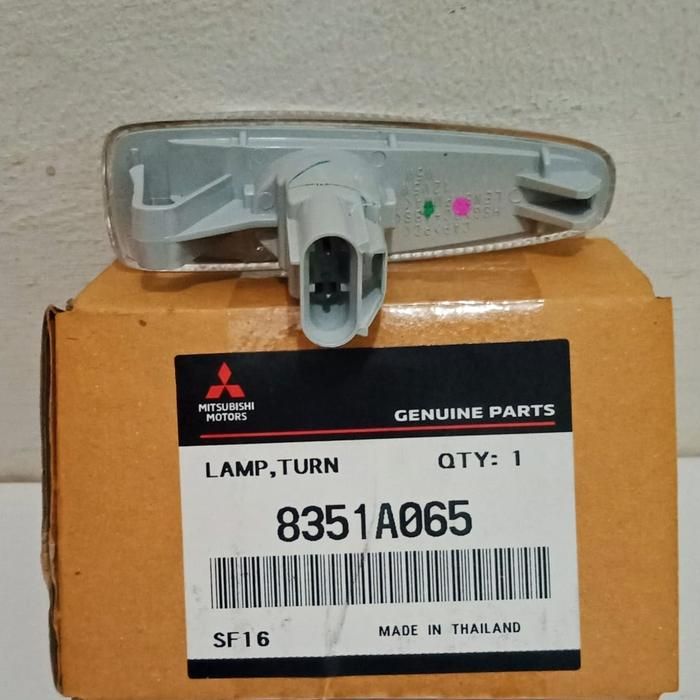 MITSUBISHI
MOTORS
GENUINE PARTS
LAMP,TURN QTY: 1
8351A065
SF16 MADE IN THAILAND